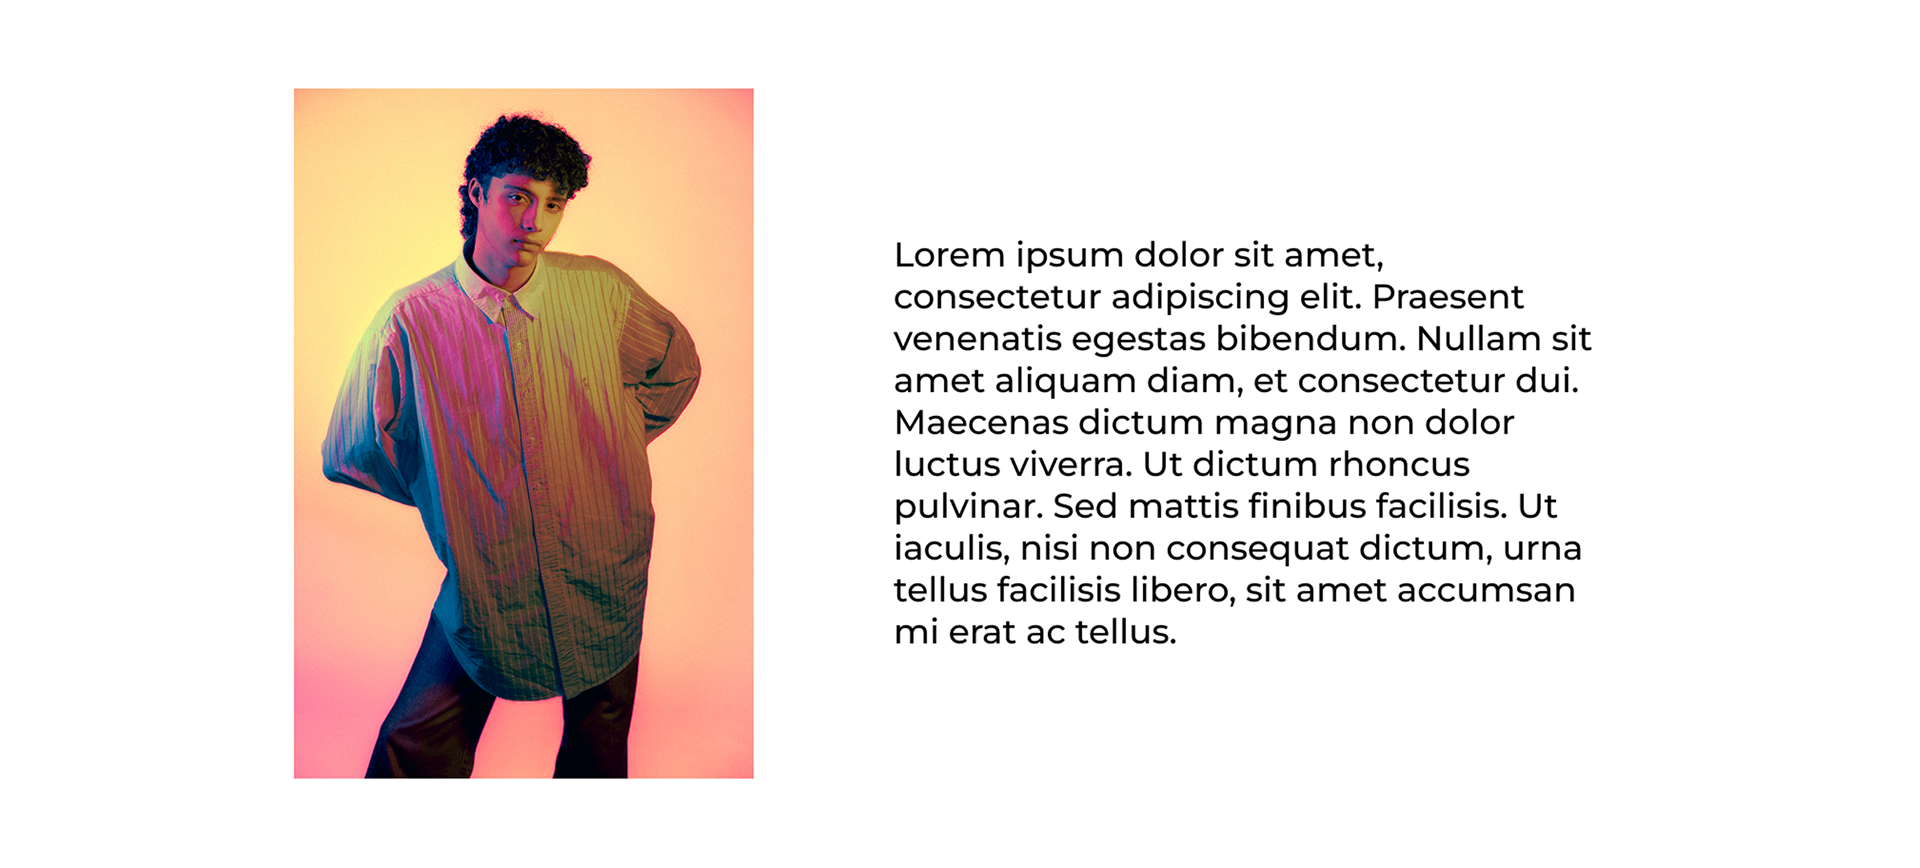 Lorem ipsum dolor sit amet,
consectetur adipiscing elit. Praesent
venenatis egestas bibendum. Nullam sit
amet aliquam diam, et consectetur dui.
Maecenas dictum magna non dolor
luctus viverra. Ut dictum rhoncus
pulvinar. Sed mattis finibus facilisis. Ut
iaculis, nisi non consequat dictum, urna
tellus facilisis libero, sit amet accumsan
mi erat ac tellus.